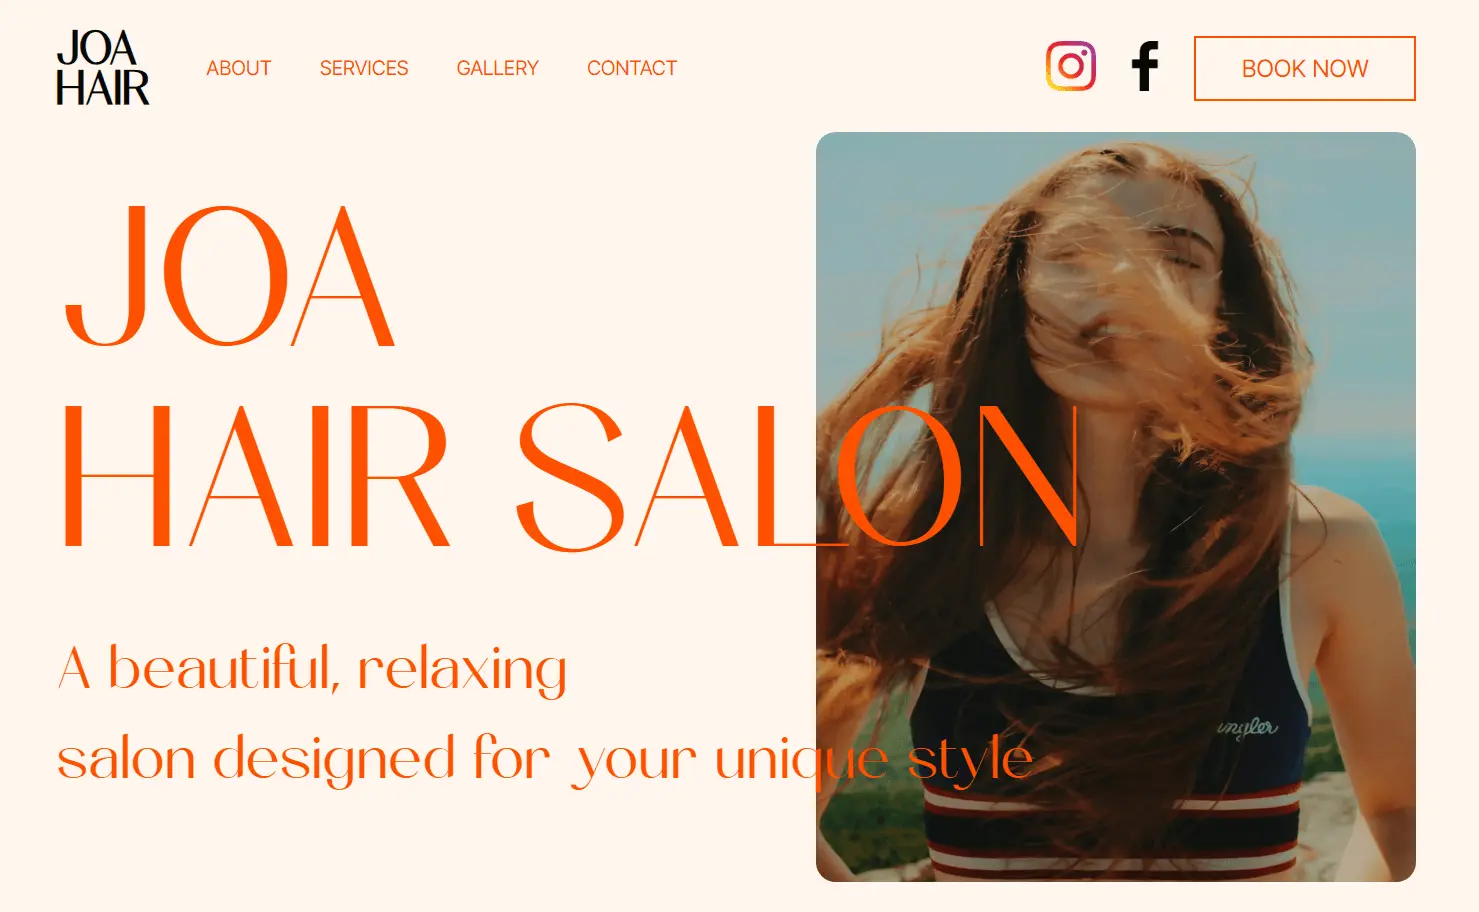 JOA
HAIR
ABOUT
SERVICES
GALLERY
CONTACT
BOOK NOW
JOA
HAIR SALON
A beautiful, relaxing
salon designed for your unique style